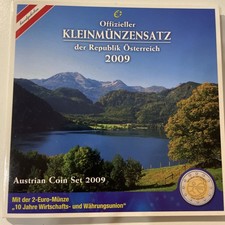 Offizieller
KLEINMÜNZENSATZ
der Republik Österreich
2009
Austrian Coin Set 2009
Mit der 2-Euro-Münze
„10 Jahre Wirtschafts- und Währungsunion"